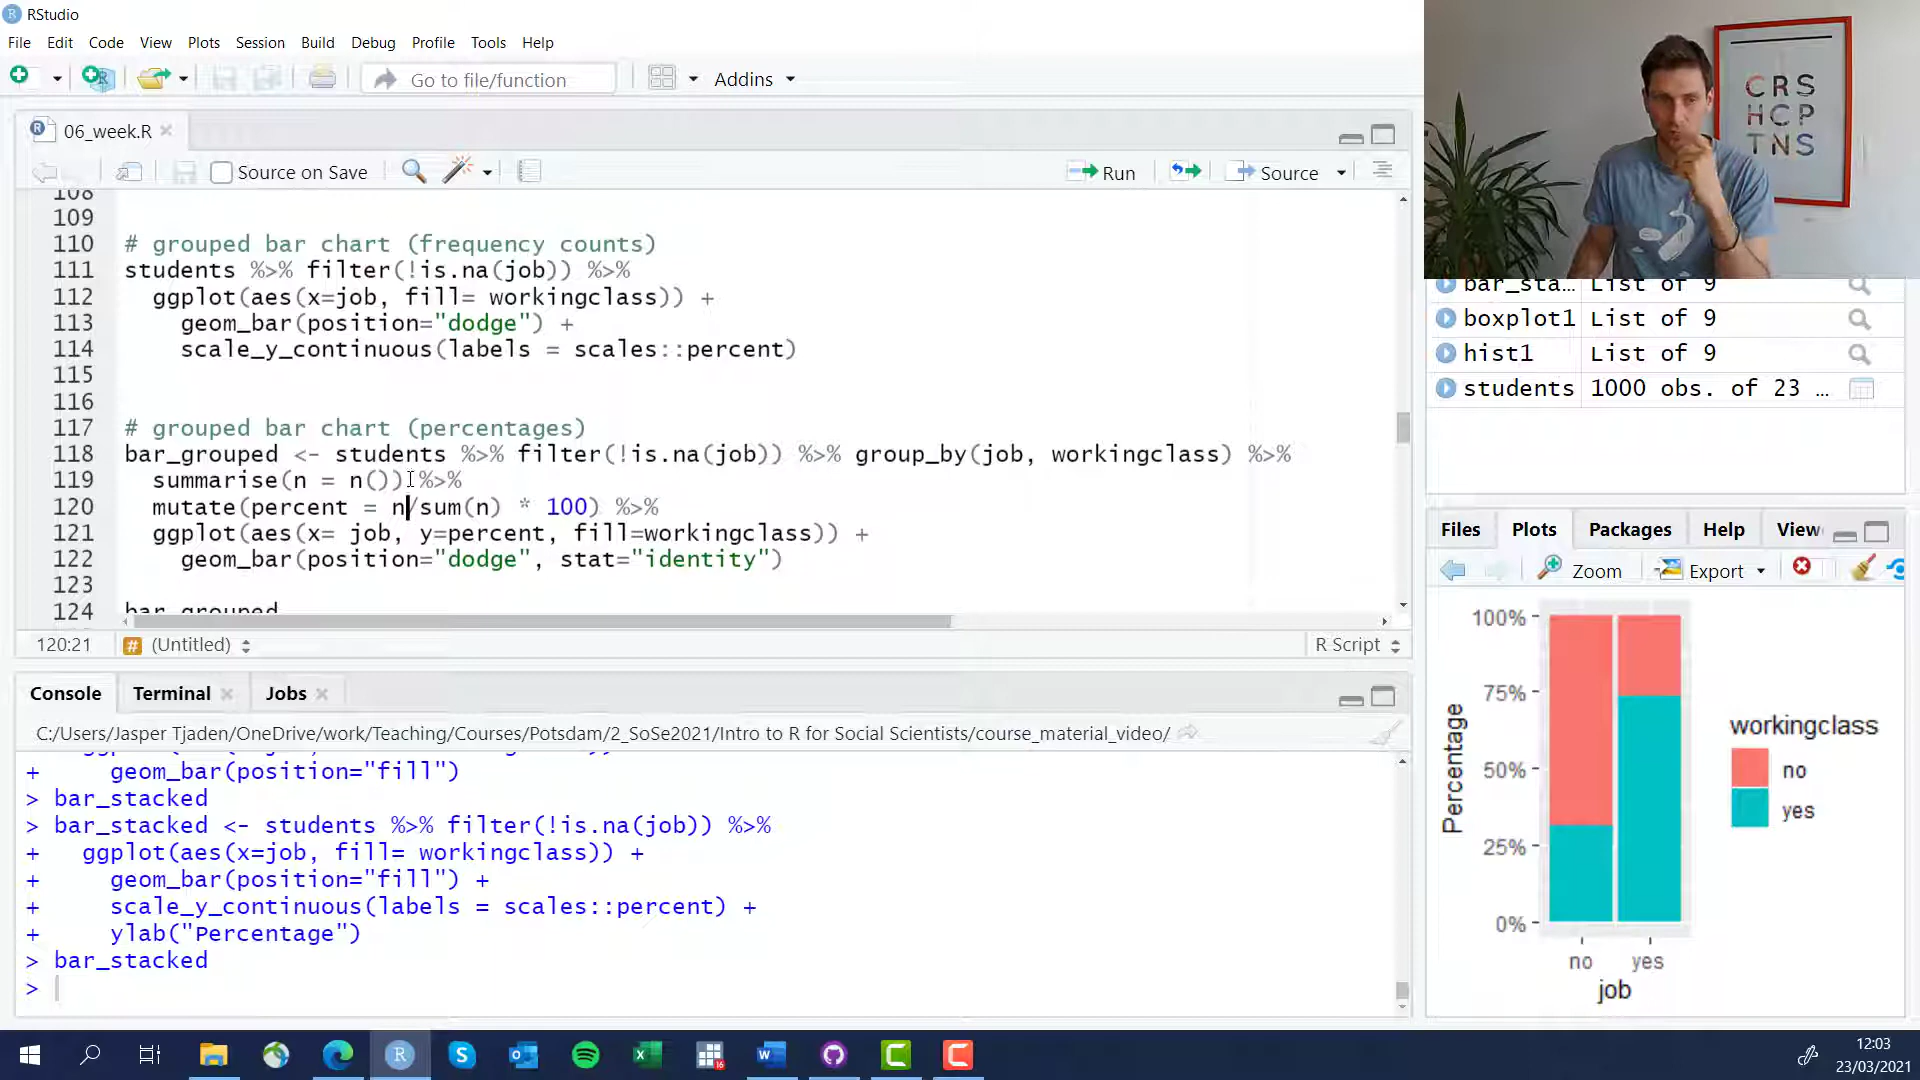 RStudio
File Edit Code View Plots Session Build Debug Profile Tools Help
Go to file/function Addins
06_week.R
Source on Save Run Source
108
109
110 # grouped bar chart (frequency counts)
111 students %>% filter(!is.na(job)) %>%
112 ggplot(aes(x=job, fill= workingclass)) +
113 geom_bar(position="dodge") +
114 scale_y_continuous(labels = scales::percent)
115
116
117 # grouped bar chart (percentages)
118 bar_grouped <- students %>% filter(!is.na(job)) %>% group_by(job, workingclass) %>%
119 summarise(n = n()) %>%
120 mutate(percent = n/sum(n) * 100) %>%
121 ggplot(aes(x= job, y=percent, fill=workingclass)) +
122 geom_bar(position="dodge", stat="identity")
123
124 bar_grouped
120:21 # (Untitled) R Script
Console Terminal Jobs
C:/Users/Jasper Tjaden/OneDrive/work/Teaching/Courses/Potsdam/2_SoSe2021/Intro to R for Social Scientists/course_material_video/
+ geom_bar(position="fill")
> bar_stacked
> bar_stacked <- students %>% filter(!is.na(job)) %>%
+ ggplot(aes(x=job, fill= workingclass)) +
+ geom_bar(position="fill") +
+ scale_y_continuous(labels = scales::percent) +
+ ylab("Percentage")
> bar_stacked
>
CRS
HCP
TNS
bar_sta… List of 9
boxplot1 List of 9
hist1 List of 9
students 1000 obs. of 23 …
Files Plots Packages Help View
Zoom Export
100%
75%
50%
25%
0%
Percentage
no yes
job
workingclass
no
yes
12:03
23/03/2021